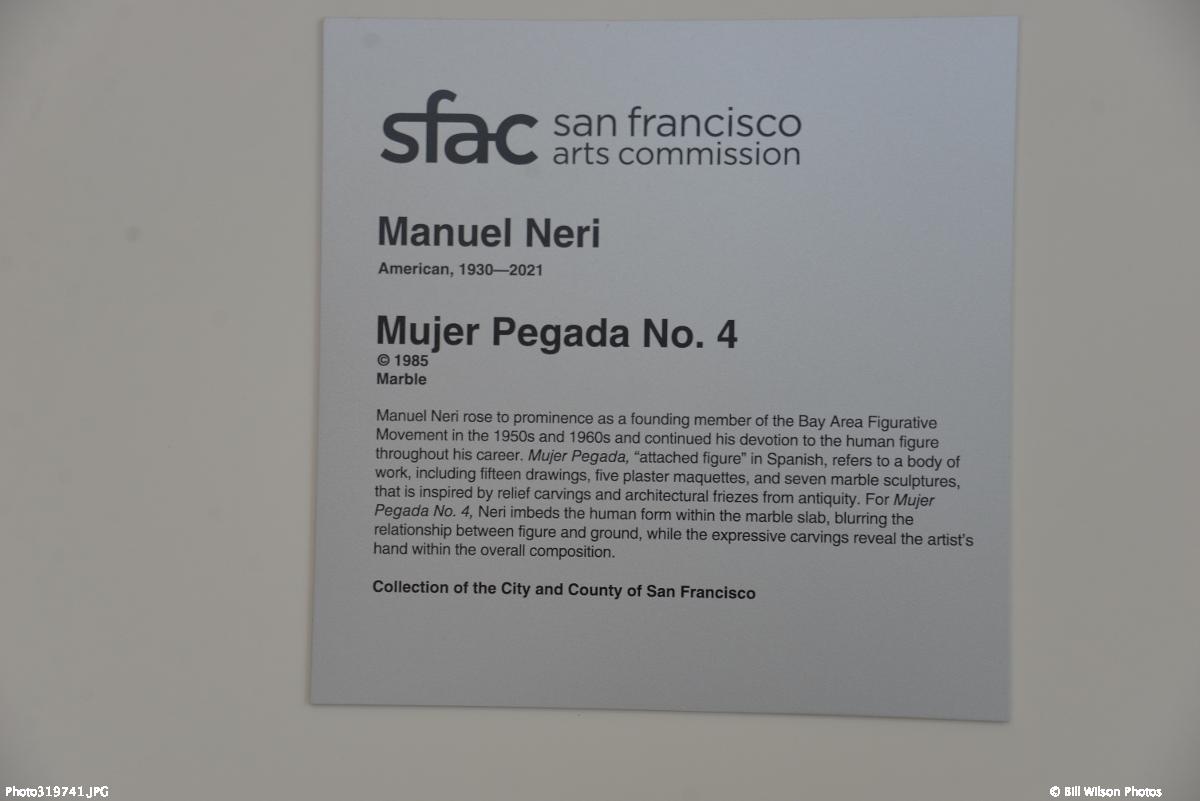 sfac san francisco
arts commission
Manuel Neri
American, 1930—2021
Mujer Pegada No. 4
© 1985
Marble
Manuel Neri rose to prominence as a founding member of the Bay Area Figurative
Movement in the 1950s and 1960s and continued his devotion to the human figure
throughout his career. Mujer Pegada, “attached figure” in Spanish, refers to a body of
work, including fifteen drawings, five plaster maquettes, and seven marble sculptures,
that is inspired by relief carvings and architectural friezes from antiquity. For Mujer
Pegada No. 4, Neri imbeds the human form within the marble slab, blurring the
relationship between figure and ground, while the expressive carvings reveal the artist’s
hand within the overall composition.
Collection of the City and County of San Francisco
Photo319741.JPG
© Bill Wilson Photos